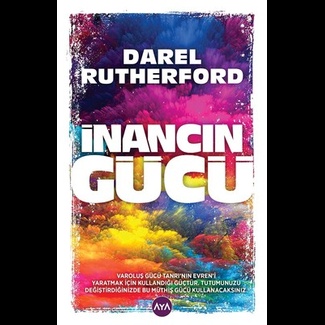 DAREL
RUTHERFORD
İNANCIN
GÜCÜ
VAROLUŞ GÜCÜ TANRI'NIN EVREN'İ
YARATMAK İÇİN KULLANDIĞI GÜÇTÜR. TUTUMUNUZU
DEĞİŞTİRDİĞİNİZDE BU MÜTHİŞ GÜCÜ KULLANACAKSINIZ.
AYA